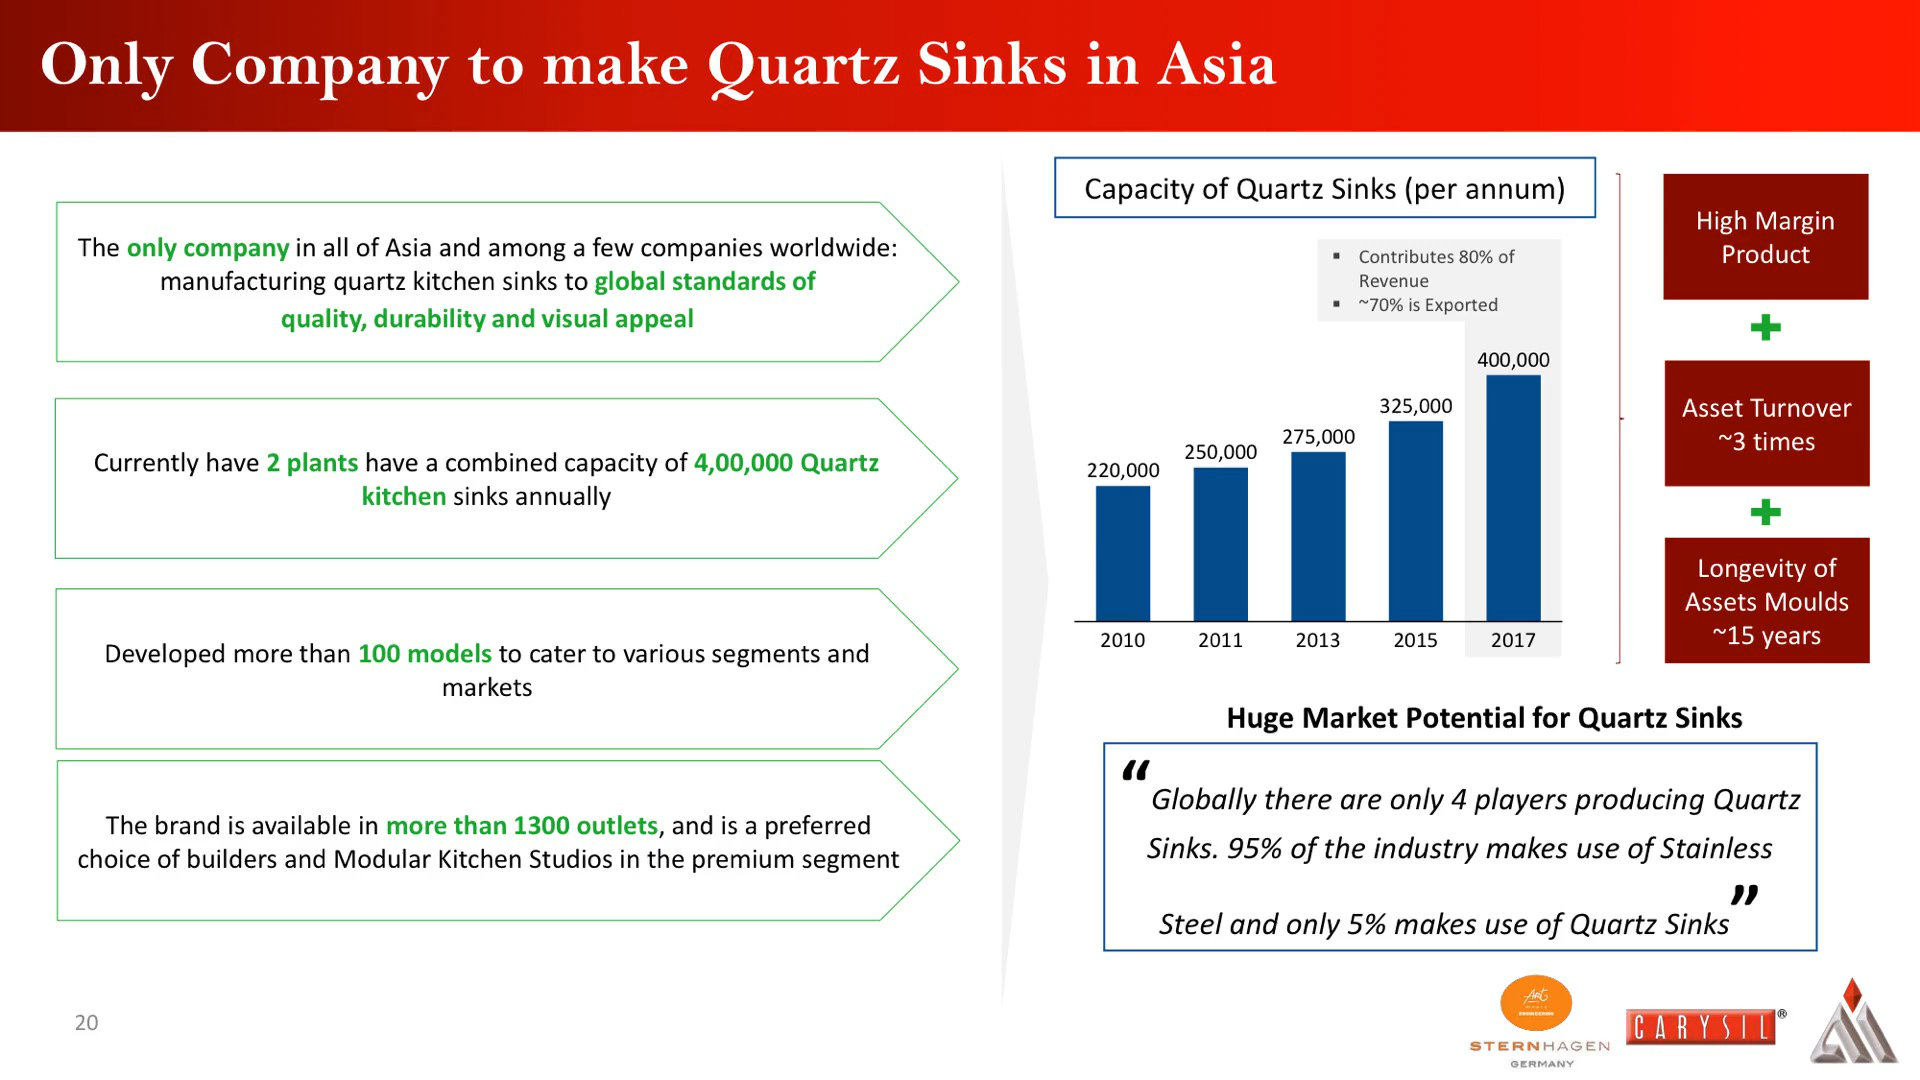 Only Company to make Quartz Sinks in Asia
The only company in all of Asia and among a few companies worldwide:
manufacturing quartz kitchen sinks to global standards of
quality, durability and visual appeal
Currently have 2 plants have a combined capacity of 4,00,000 Quartz
kitchen sinks annually
Developed more than 100 models to cater to various segments and
markets
The brand is available in more than 1300 outlets, and is a preferred
choice of builders and Modular Kitchen Studios in the premium segment
Capacity of Quartz Sinks (per annum)
▪ Contributes 80% of
Revenue
▪ ~70% is Exported
220,000
250,000
275,000
325,000
400,000
2010
2011
2013
2015
2017
High Margin
Product
Asset Turnover
~3 times
Longevity of
Assets Moulds
~15 years
Huge Market Potential for Quartz Sinks
“Globally there are only 4 players producing Quartz
Sinks. 95% of the industry makes use of Stainless
Steel and only 5% makes use of Quartz Sinks”
20
Art
ENGINEERING
STERNHAGEN
GERMANY
CARYSIL®